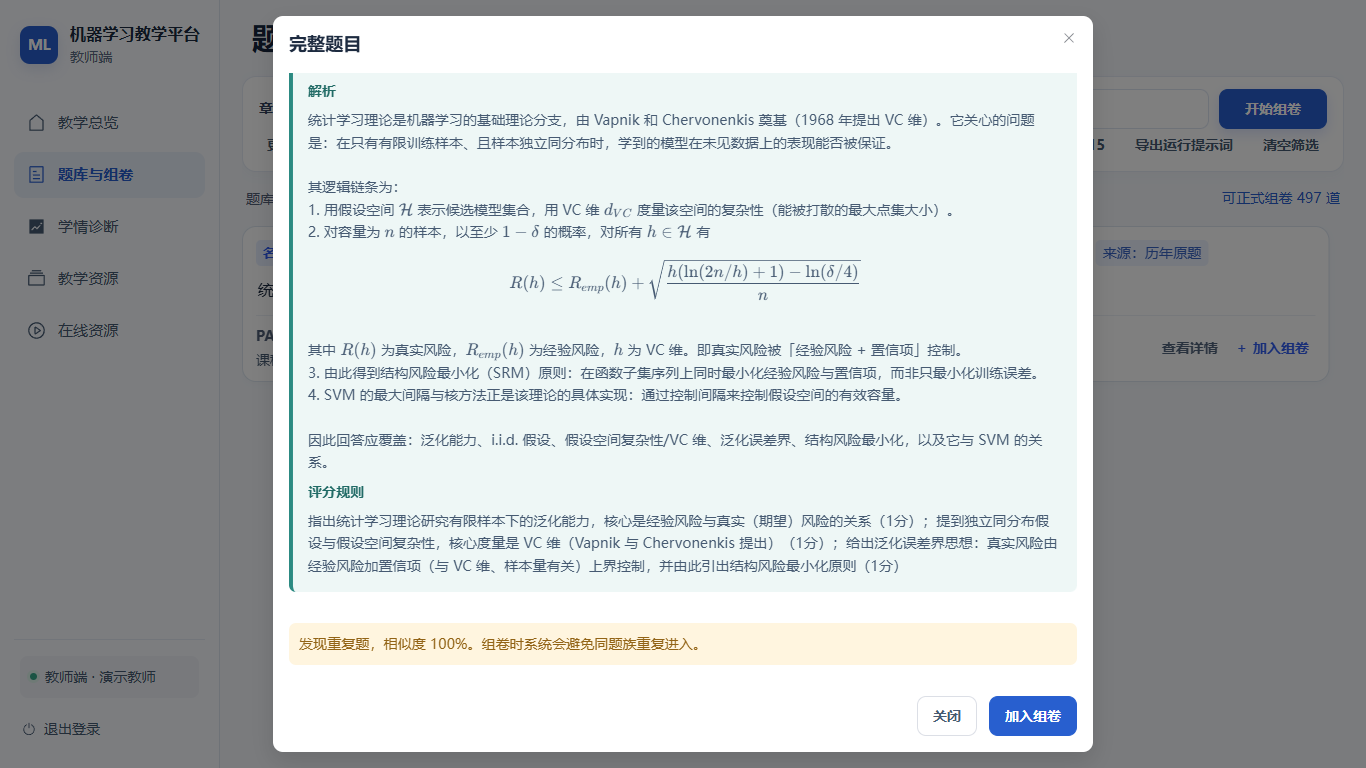 ML
机器学习教学平台
教师端
教学总览
题库与组卷
学情诊断
教学资源
在线资源
教师端 · 演示教师
退出登录
题
章
开始组卷
15
导出运行提示词
清空筛选
题库
可正式组卷 497 道
名
来源：历年原题
统
PA
课程
查看详情
+ 加入组卷
完整题目
解析
统计学习理论是机器学习的基础理论分支，由 Vapnik 和 Chervonenkis 奠基（1968 年提出 VC 维）。它关心的问题
是：在只有有限训练样本、且样本独立同分布时，学到的模型在未见数据上的表现能否被保证。
其逻辑链条为：
1. 用假设空间 ℋ 表示候选模型集合，用 VC 维 d_{VC} 度量该空间的复杂性（能被打散的最大点集大小）。
2. 对容量为 n 的样本，以至少 1 − δ 的概率，对所有 h ∈ ℋ 有
R(h) ≤ R_{emp}(h) + √((h(ln(2n/h) + 1) − ln(δ/4))/n)
其中 R(h) 为真实风险，R_{emp}(h) 为经验风险，h 为 VC 维。即真实风险被「经验风险 + 置信项」控制。
3. 由此得到结构风险最小化（SRM）原则：在函数子集序列上同时最小化经验风险与置信项，而非只最小化训练误差。
4. SVM 的最大间隔与核方法正是该理论的具体实现：通过控制间隔来控制假设空间的有效容量。
因此回答应覆盖：泛化能力、i.i.d. 假设、假设空间复杂性/VC 维、泛化误差界、结构风险最小化，以及它与 SVM 的关
系。
评分规则
指出统计学习理论研究有限样本下的泛化能力，核心是经验风险与真实（期望）风险的关系（1分）；提到独立同分布假
设与假设空间复杂性，核心度量是 VC 维（Vapnik 与 Chervonenkis 提出）（1分）；给出泛化误差界思想：真实风险由
经验风险加置信项（与 VC 维、样本量有关）上界控制，并由此引出结构风险最小化原则（1分）
发现重复题，相似度 100%。组卷时系统会避免同题族重复进入。
关闭
加入组卷